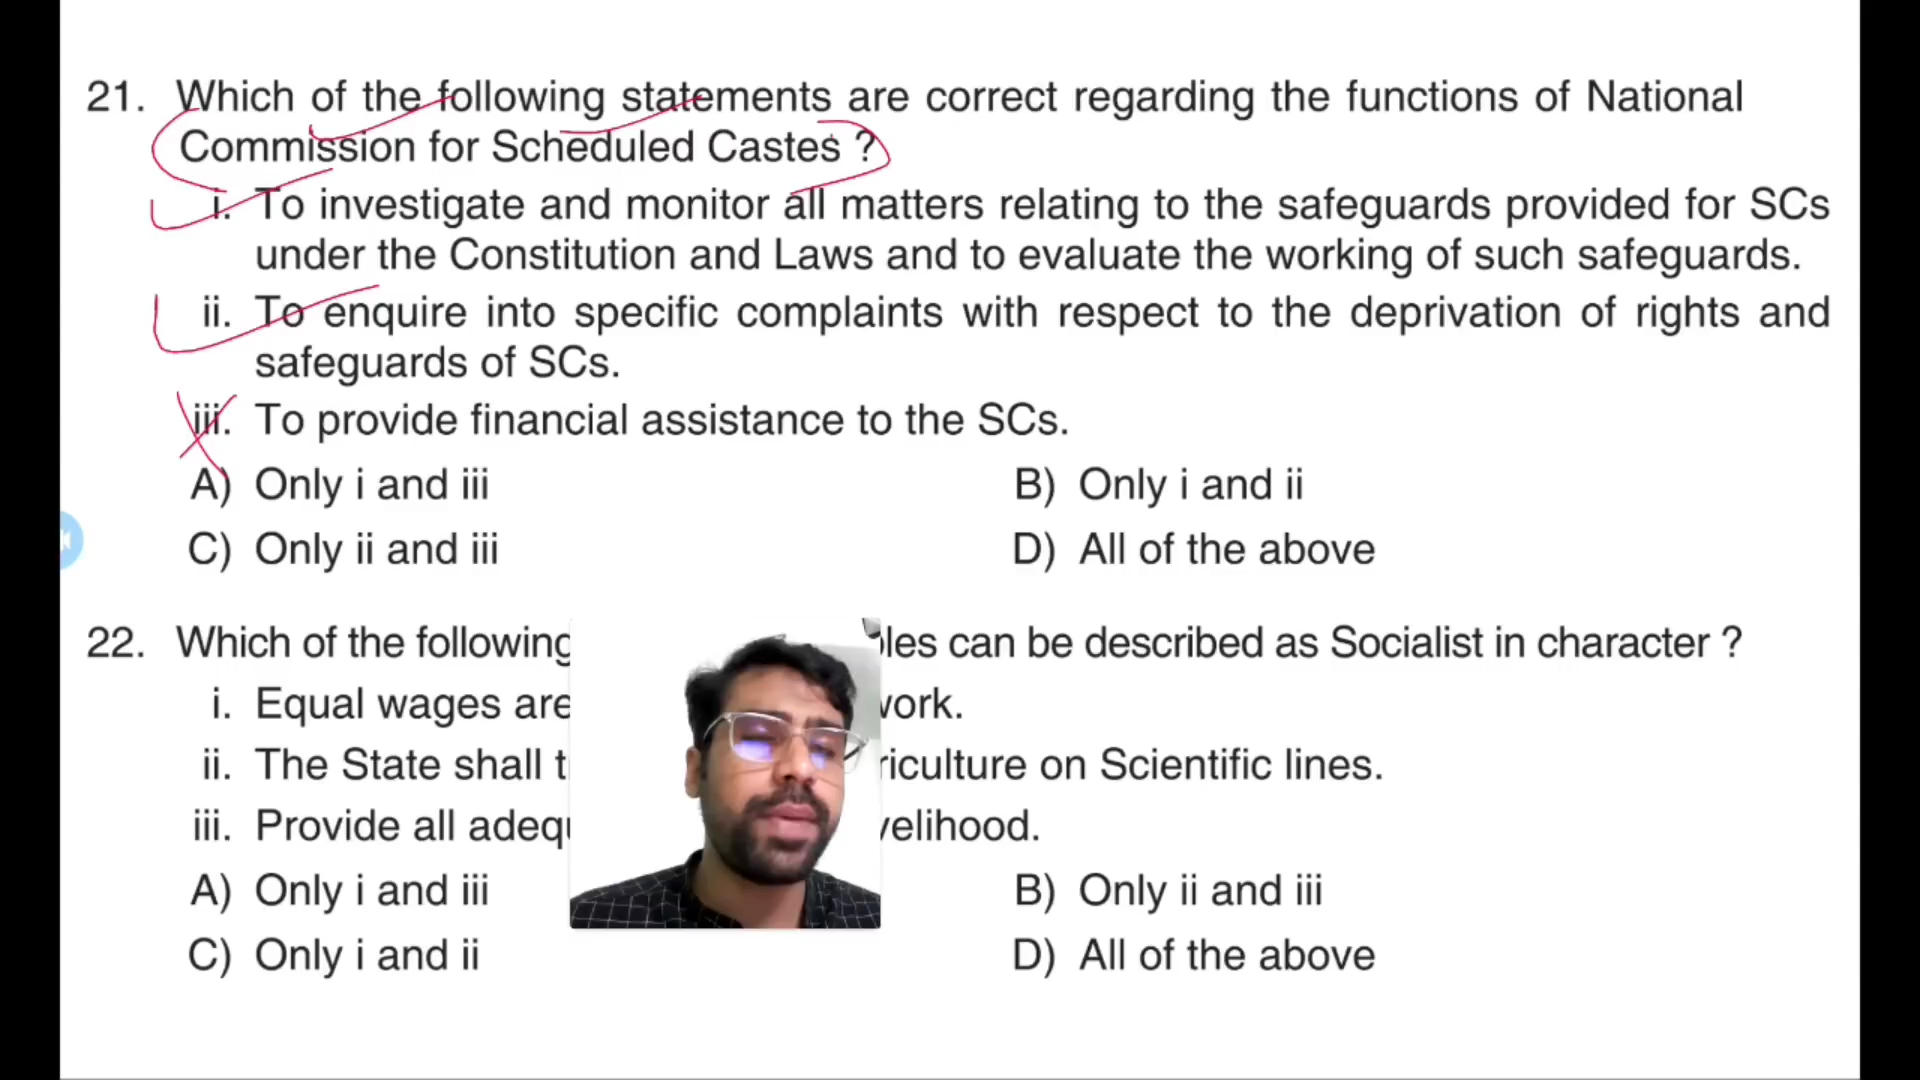 21. Which of the following statements are correct regarding the functions of National
Commission for Scheduled Castes ?
i. To investigate and monitor all matters relating to the safeguards provided for SCs
under the Constitution and Laws and to evaluate the working of such safeguards.
ii. To enquire into specific complaints with respect to the deprivation of rights and
safeguards of SCs.
iii. To provide financial assistance to the SCs.
A) Only i and iii B) Only i and ii
C) Only ii and iii D) All of the above
22. Which of the following can be described as Socialist in character ?
i. Equal wages are work.
ii. The State shall on Scientific lines.
iii. Provide all
A) Only i and iii B) Only ii and iii
C) Only i and ii D) All of the above